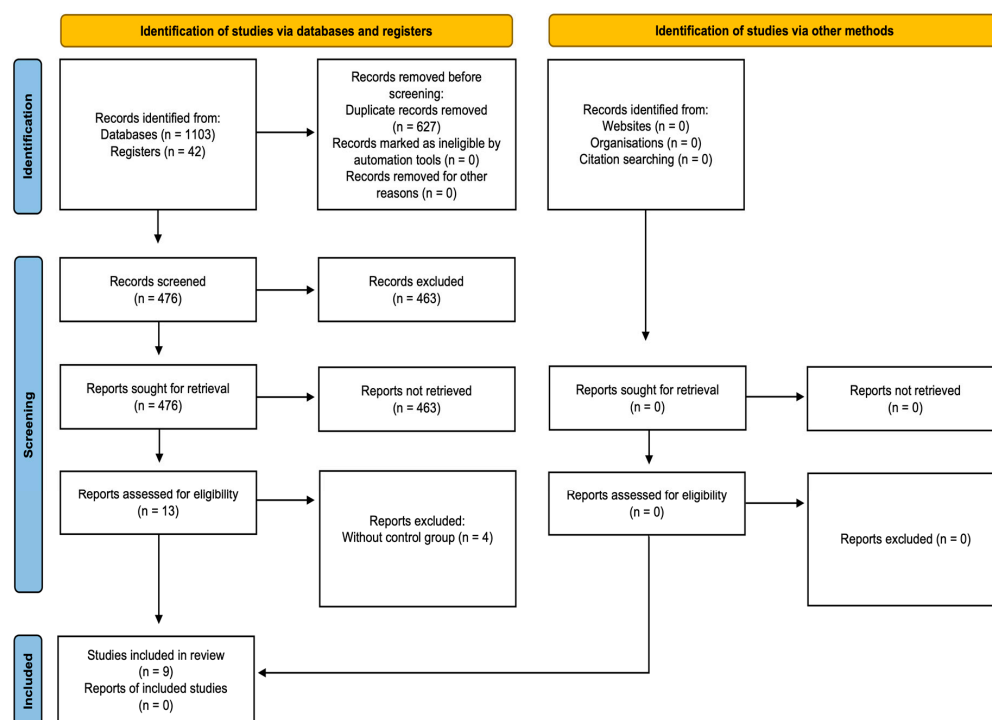 Identification of studies via databases and registers
Identification of studies via other methods
Identification
Records identified from:
Databases (n = 1103)
Registers (n = 42)
Records removed before
screening:
Duplicate records removed
(n = 627)
Records marked as ineligible by
automation tools (n = 0)
Records removed for other
reasons (n = 0)
Records identified from:
Websites (n = 0)
Organisations (n = 0)
Citation searching (n = 0)
Screening
Records screened
(n = 476)
Records excluded
(n = 463)
Reports sought for retrieval
(n = 476)
Reports not retrieved
(n = 463)
Reports sought for retrieval
(n = 0)
Reports not retrieved
(n = 0)
Reports assessed for eligibility
(n = 13)
Reports excluded:
Without control group (n = 4)
Reports assessed for eligibility
(n = 0)
Reports excluded (n = 0)
Included
Studies included in review
(n = 9)
Reports of included studies
(n = 0)